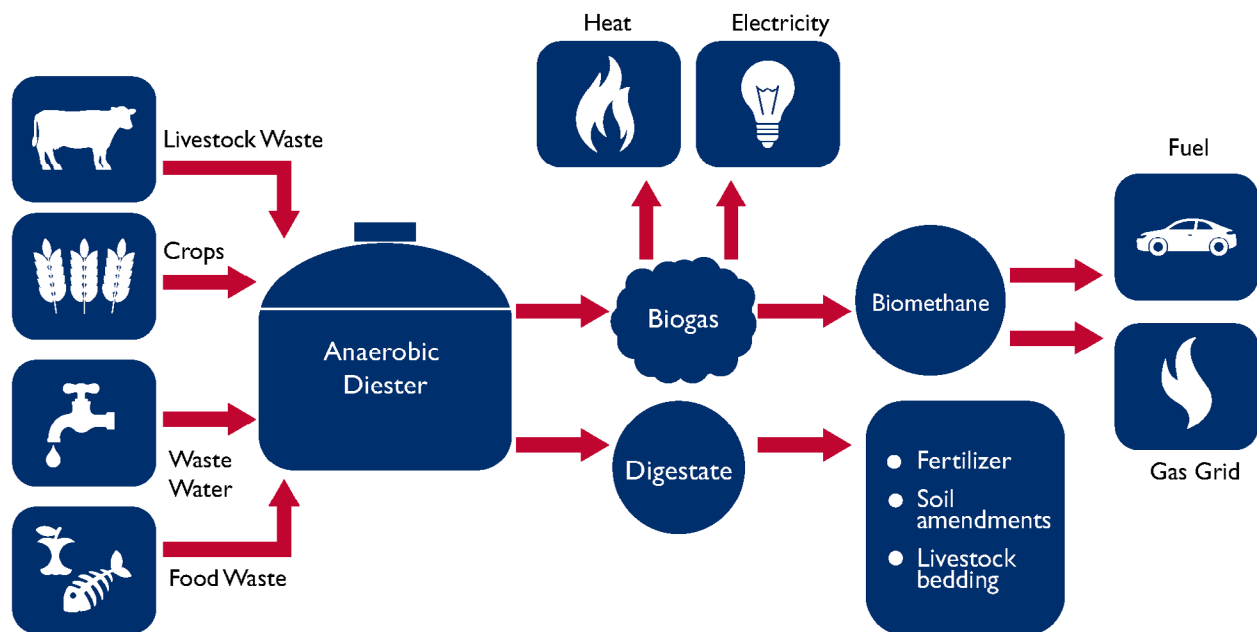 Heat
Electricity
Livestock Waste
Crops
Waste
Water
Food Waste
Anaerobic
Diester
Biogas
Digestate
Biomethane
Fuel
Gas Grid
Fertilizer
Soil
amendments
Livestock
bedding